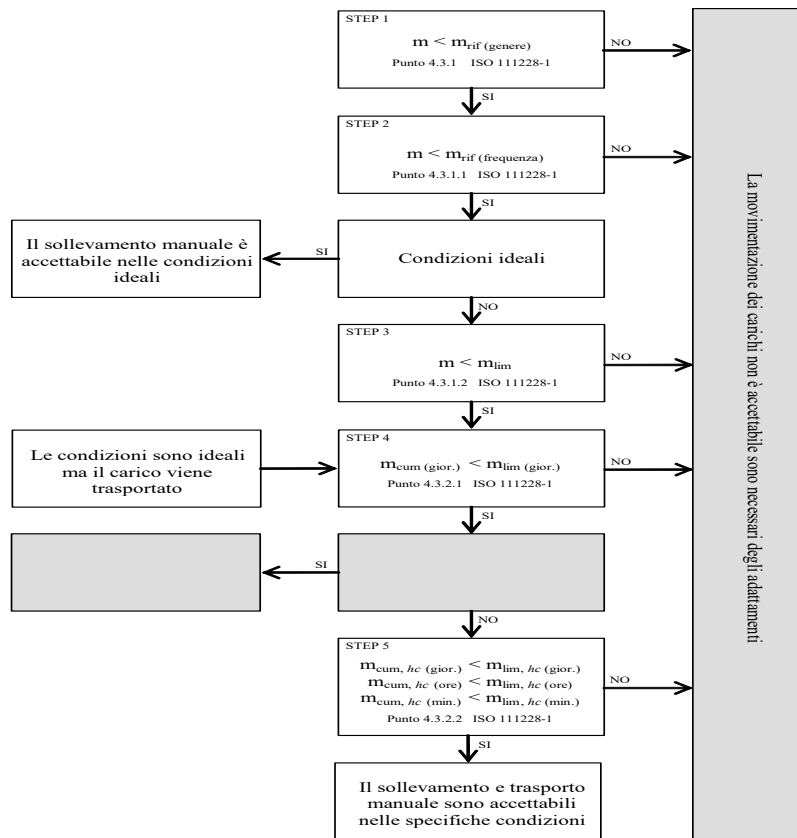 STEP 1
m < mrif (genere)
Punto 4.3.1 ISO 111228-1
NO
SI
STEP 2
m < mrif (frequenza)
Punto 4.3.1.1 ISO 111228-1
NO
SI
Il sollevamento manuale è
accettabile nelle condizioni
ideali
SI
Condizioni ideali
NO
STEP 3
m < mlim
Punto 4.3.1.2 ISO 111228-1
NO
SI
Le condizioni sono ideali
ma il carico viene
trasportato
STEP 4
mcum (gior.) < mlim (gior.)
Punto 4.3.2.1 ISO 111228-1
NO
SI
SI
NO
STEP 5
mcum, hc (gior.) < mlim, hc (gior.)
mcum, hc (ore) < mlim, hc (ore)
mcum, hc (min.) < mlim, hc (min.)
Punto 4.3.2.2 ISO 111228-1
NO
SI
Il sollevamento e trasporto
manuale sono accettabili
nelle specifiche condizioni
La movimentazione dei carichi non è accettabile sono necessari degli adattamenti